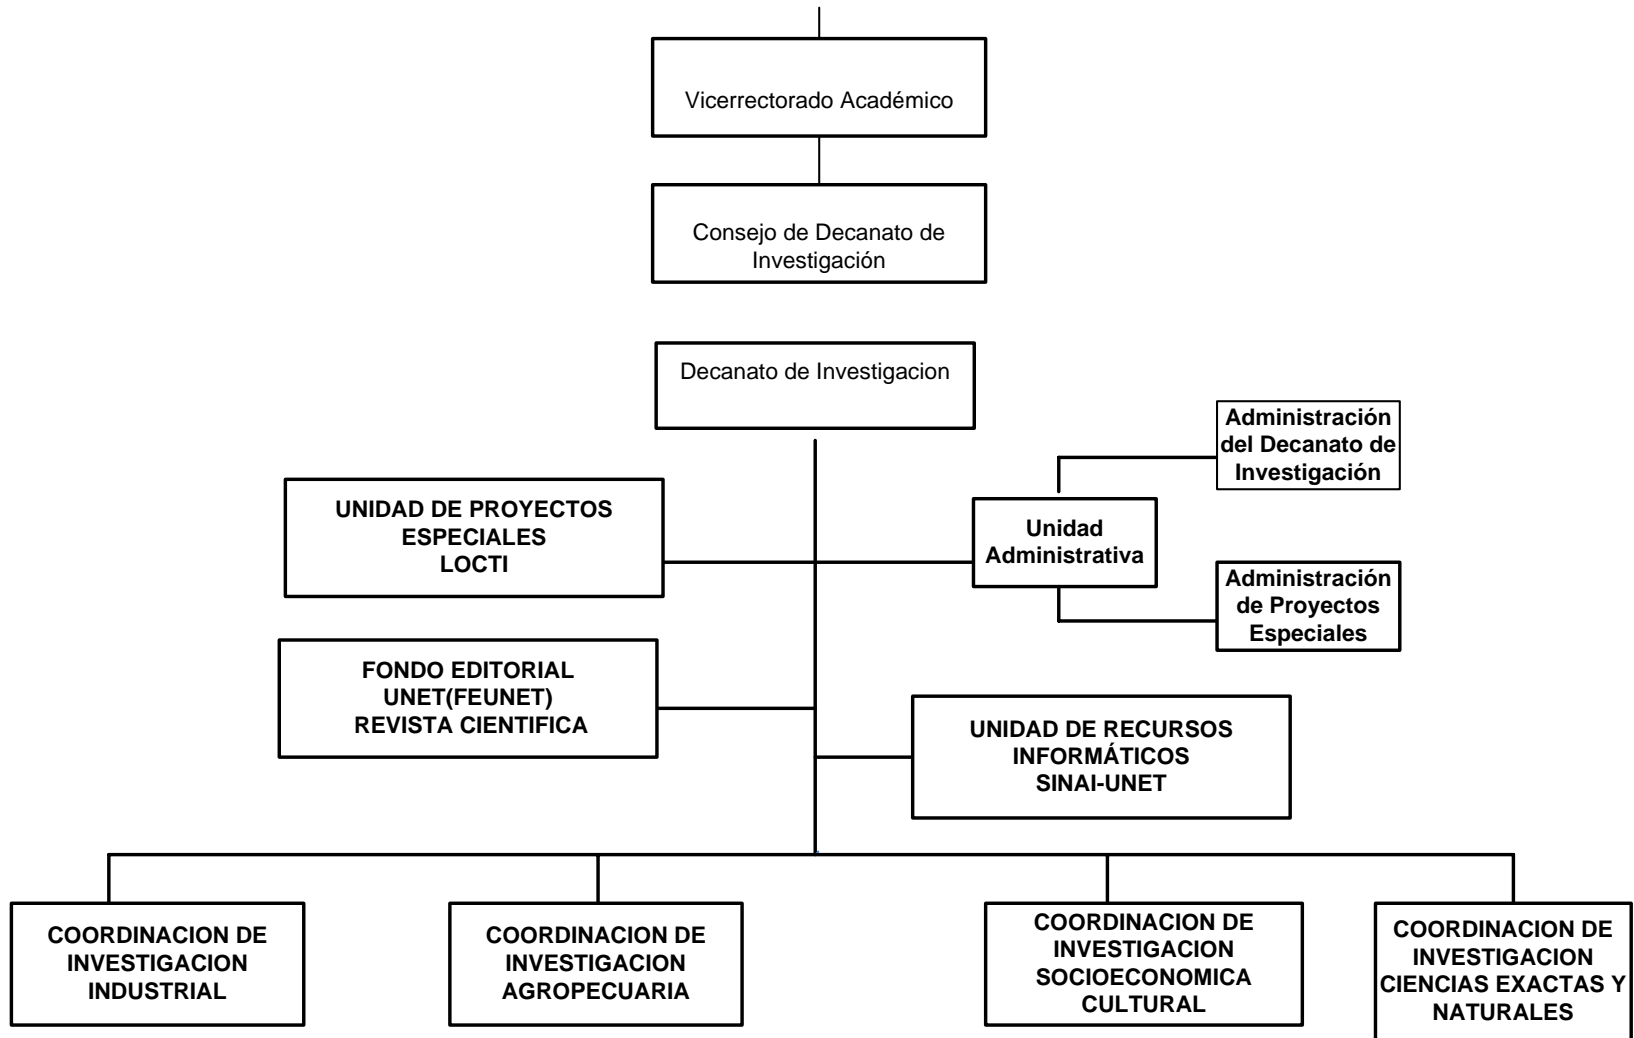 Vicerrectorado Académico
Consejo de Decanato de
Investigación
Decanato de Investigacion
Administración
del Decanato de
Investigación
UNIDAD DE PROYECTOS
ESPECIALES
LOCTI
Unidad
Administrativa
Administración
de Proyectos
Especiales
FONDO EDITORIAL
UNET(FEUNET)
REVISTA CIENTIFICA
UNIDAD DE RECURSOS
INFORMÁTICOS
SINAI-UNET
COORDINACION DE
INVESTIGACION
INDUSTRIAL
COORDINACION DE
INVESTIGACION
AGROPECUARIA
COORDINACION DE
INVESTIGACION
SOCIOECONOMICA
CULTURAL
COORDINACION DE
INVESTIGACION
CIENCIAS EXACTAS Y
NATURALES